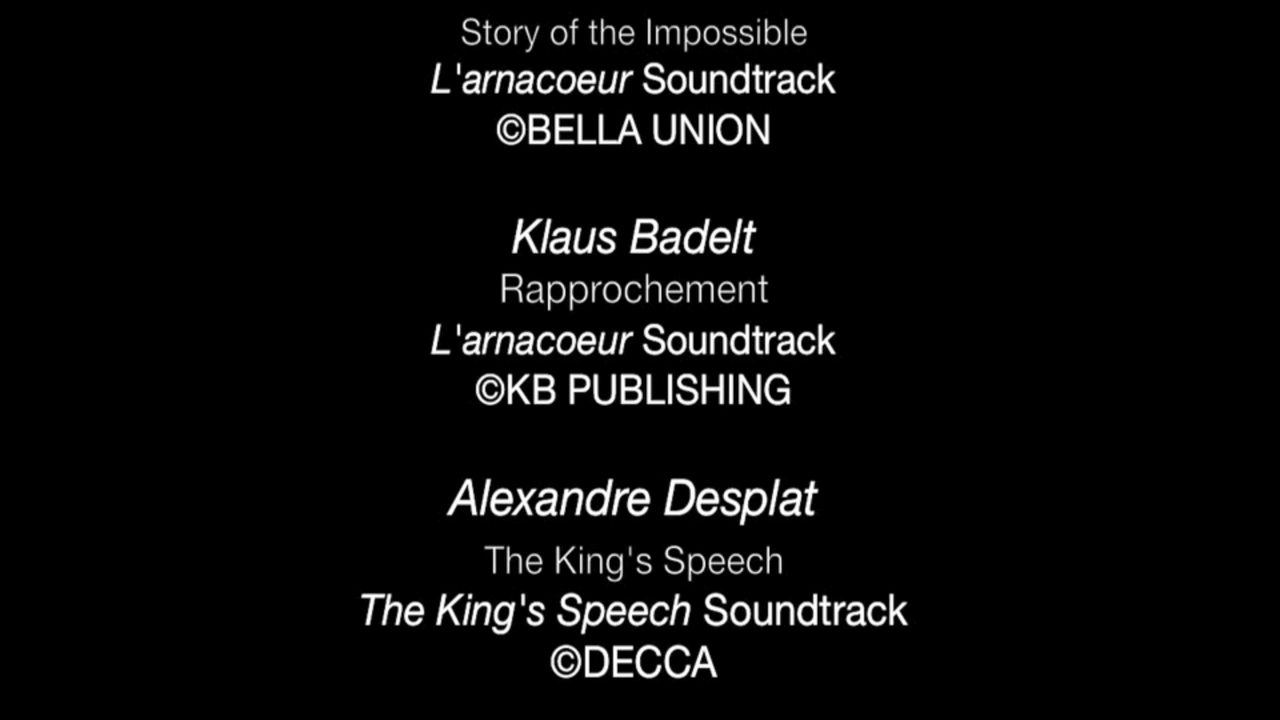 Story of the Impossible
L'arnacoeur Soundtrack
©BELLA UNION
Klaus Badelt
Rapprochement
L'arnacoeur Soundtrack
©KB PUBLISHING
Alexandre Desplat
The King's Speech
The King's Speech Soundtrack
©DECCA